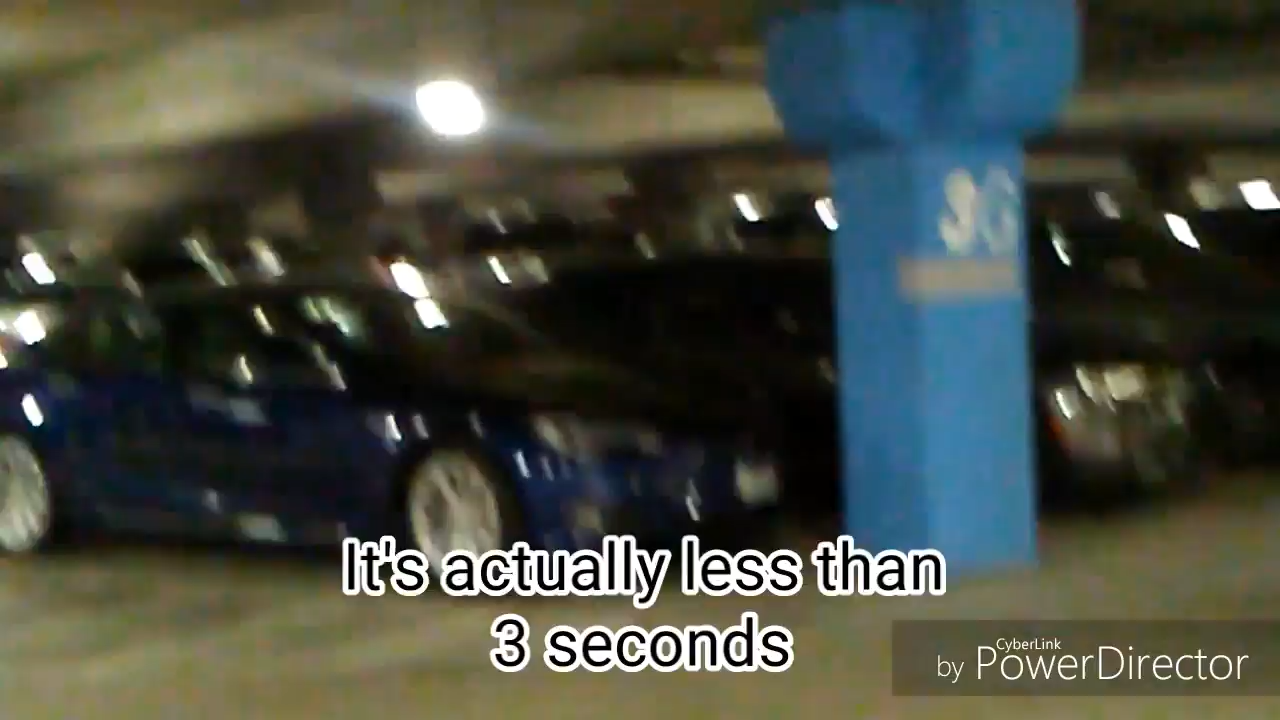 It's actually less than
3 seconds
CyberLink
by PowerDirector